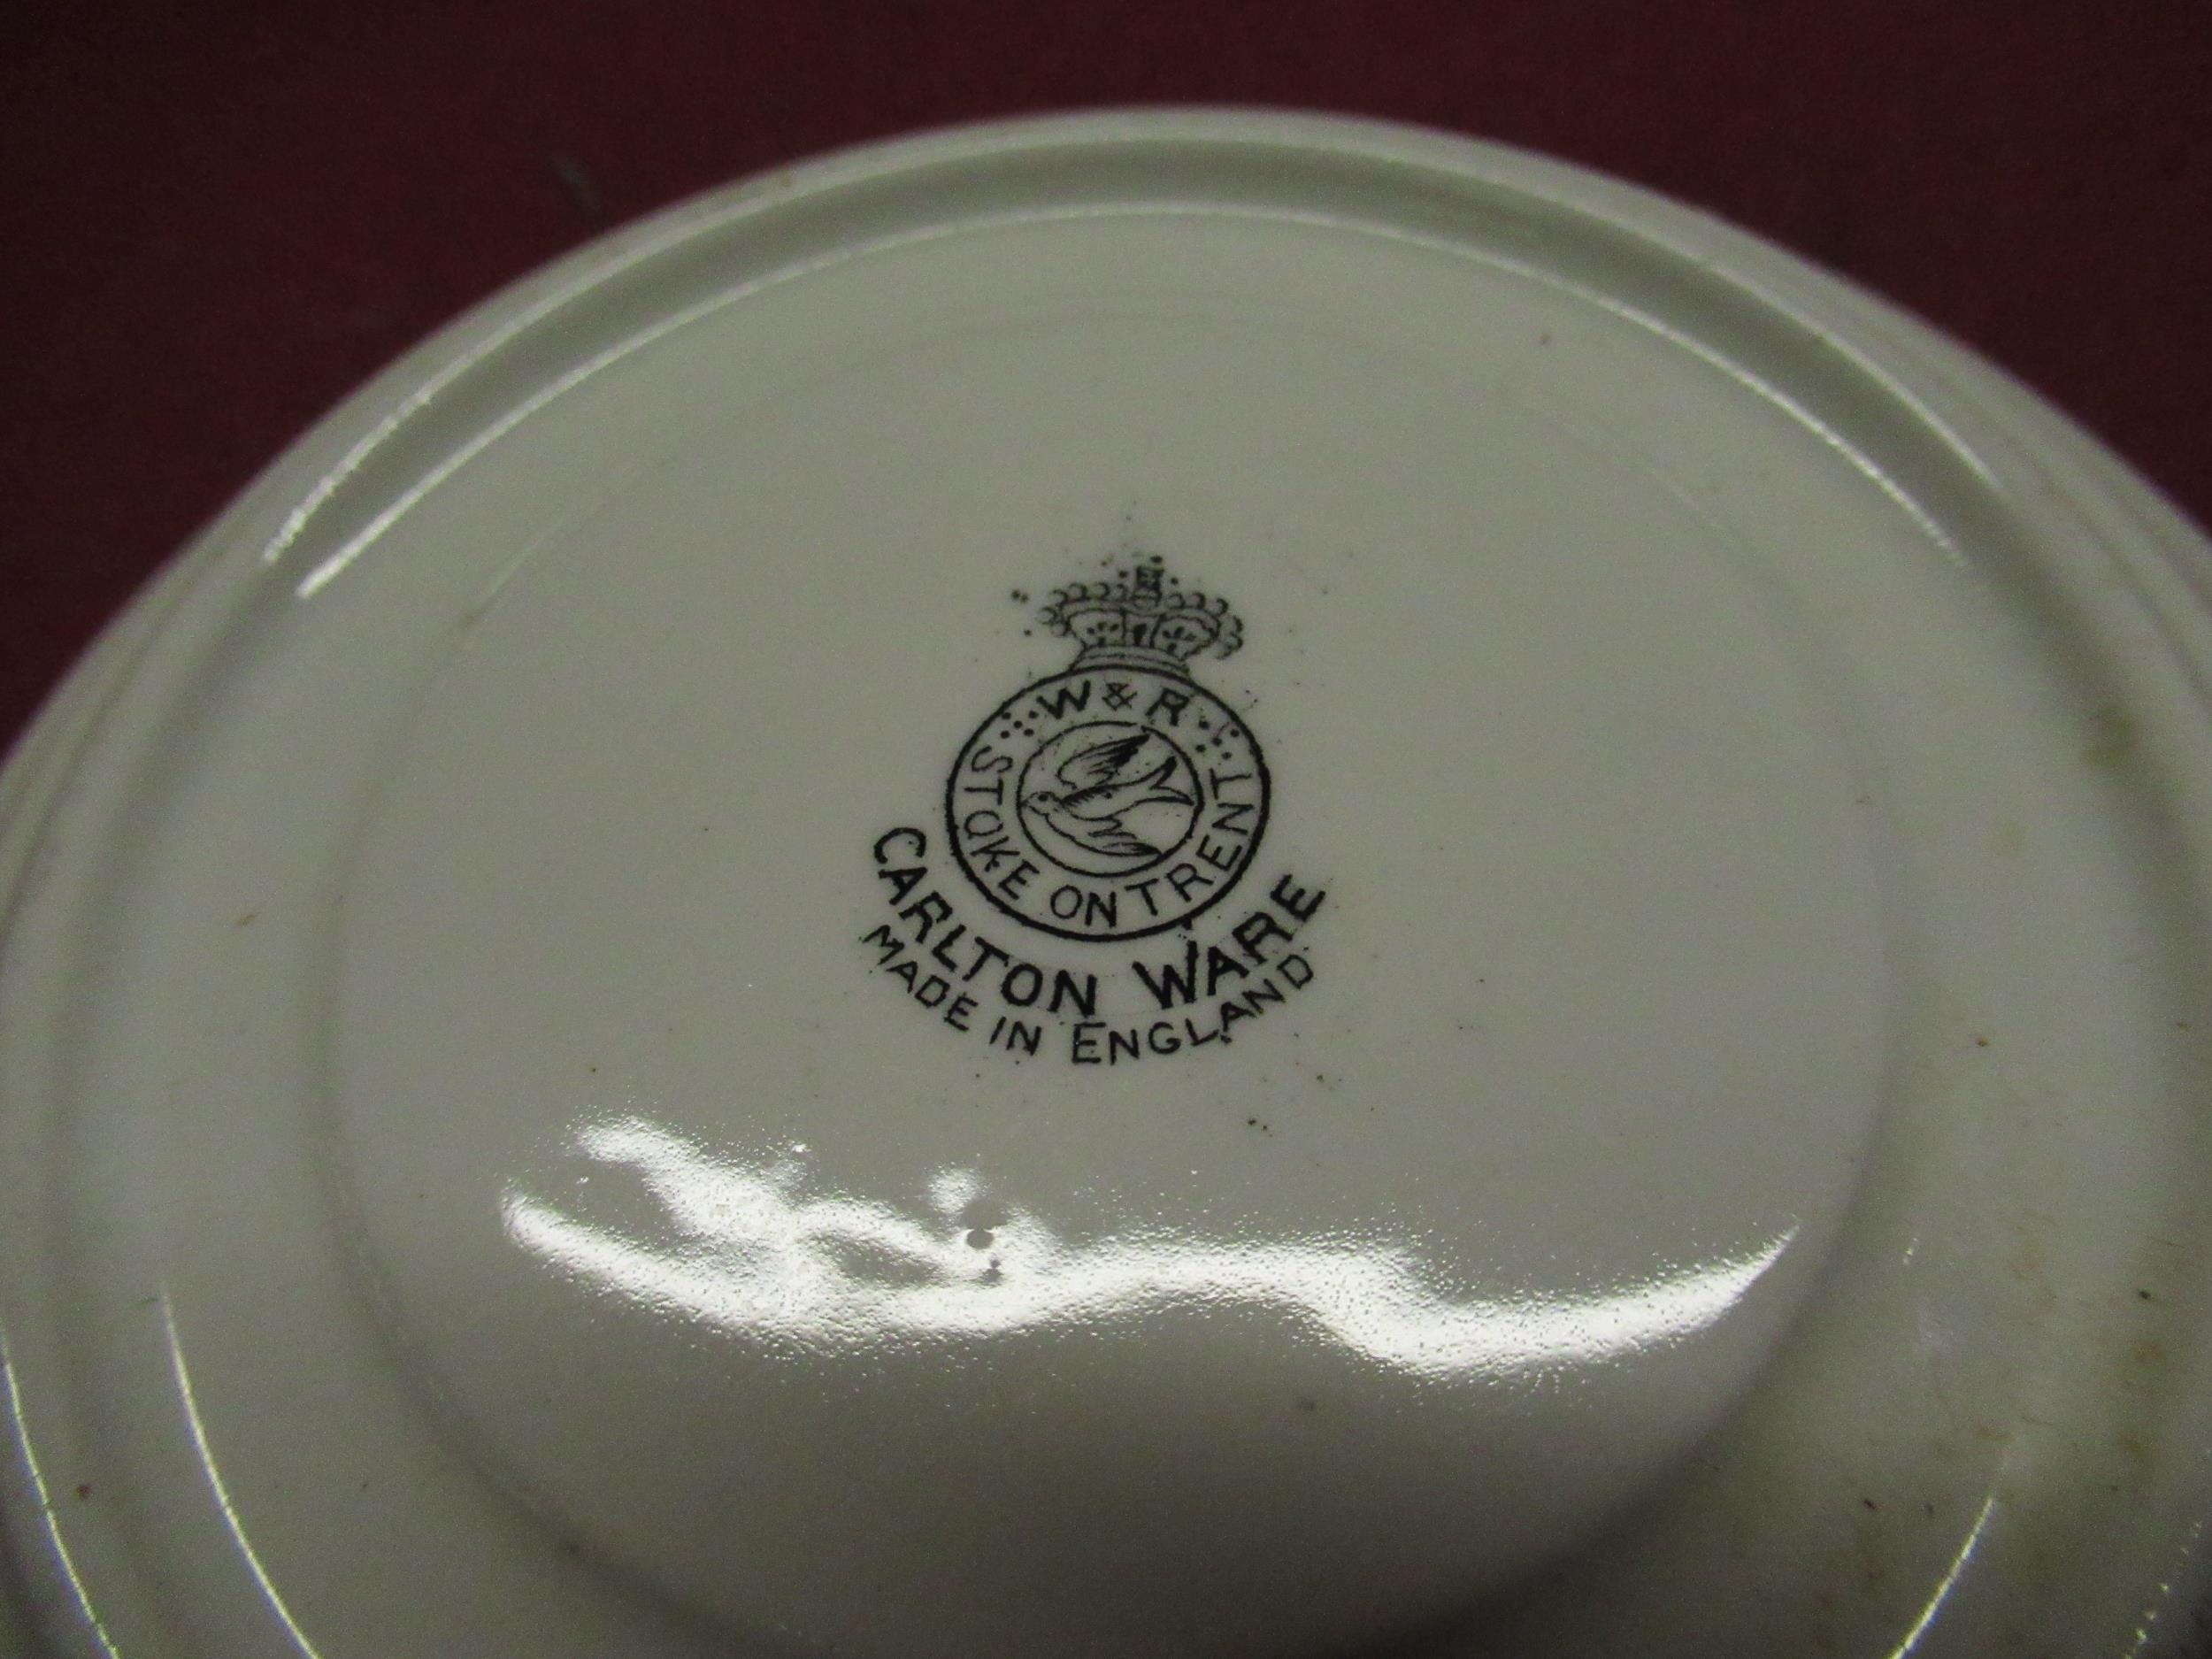 W & R
STOKE ON TRENT
CARLTON WARE
MADE IN ENGLAND